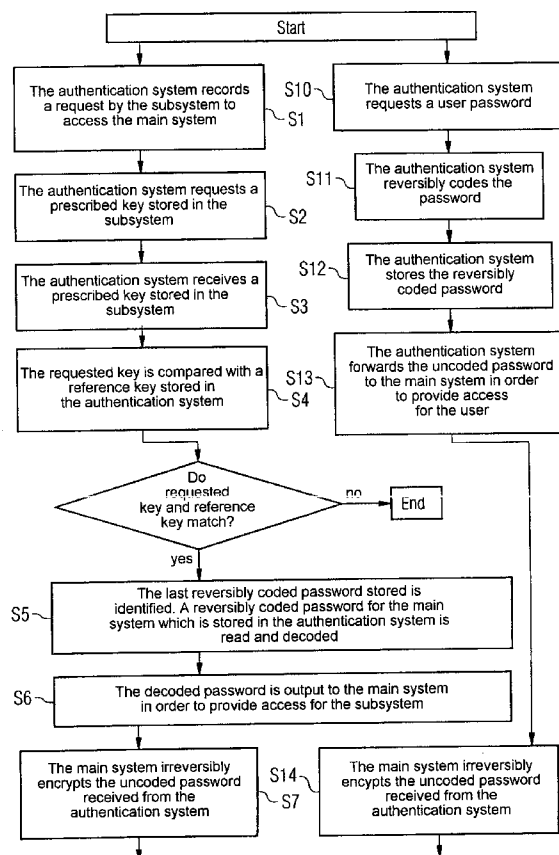 Start
The authentication system records
a request by the subsystem to
access the main system
S1
The authentication system requests a
prescribed key stored in the
subsystem
S2
The authentication system receives a
prescribed key stored in the
subsystem
S3
The requested key is compared with a
reference key stored in
the authentication system
S4
S10
The authentication system
requests a user password
S11
The authentication system
reversibly codes the
password
S12
The authentication system
stores the reversibly
coded password
S13
The authentication system
forwards the uncoded password
to the main system in order
to provide access
for the user
Do
requested
key and reference
key match?
no
End
yes
S5
The last reversibly coded password stored is
identified. A reversibly coded password for the main
system which is stored in the authentication system is
read and decoded
S6
The decoded password is output to the main system
in order to provide access for the subsystem
The main system irreversibly
encrypts the uncoded password
received from the
authentication system
S7
S14
The main system irreversibly
encrypts the uncoded password
received from the
authentication system